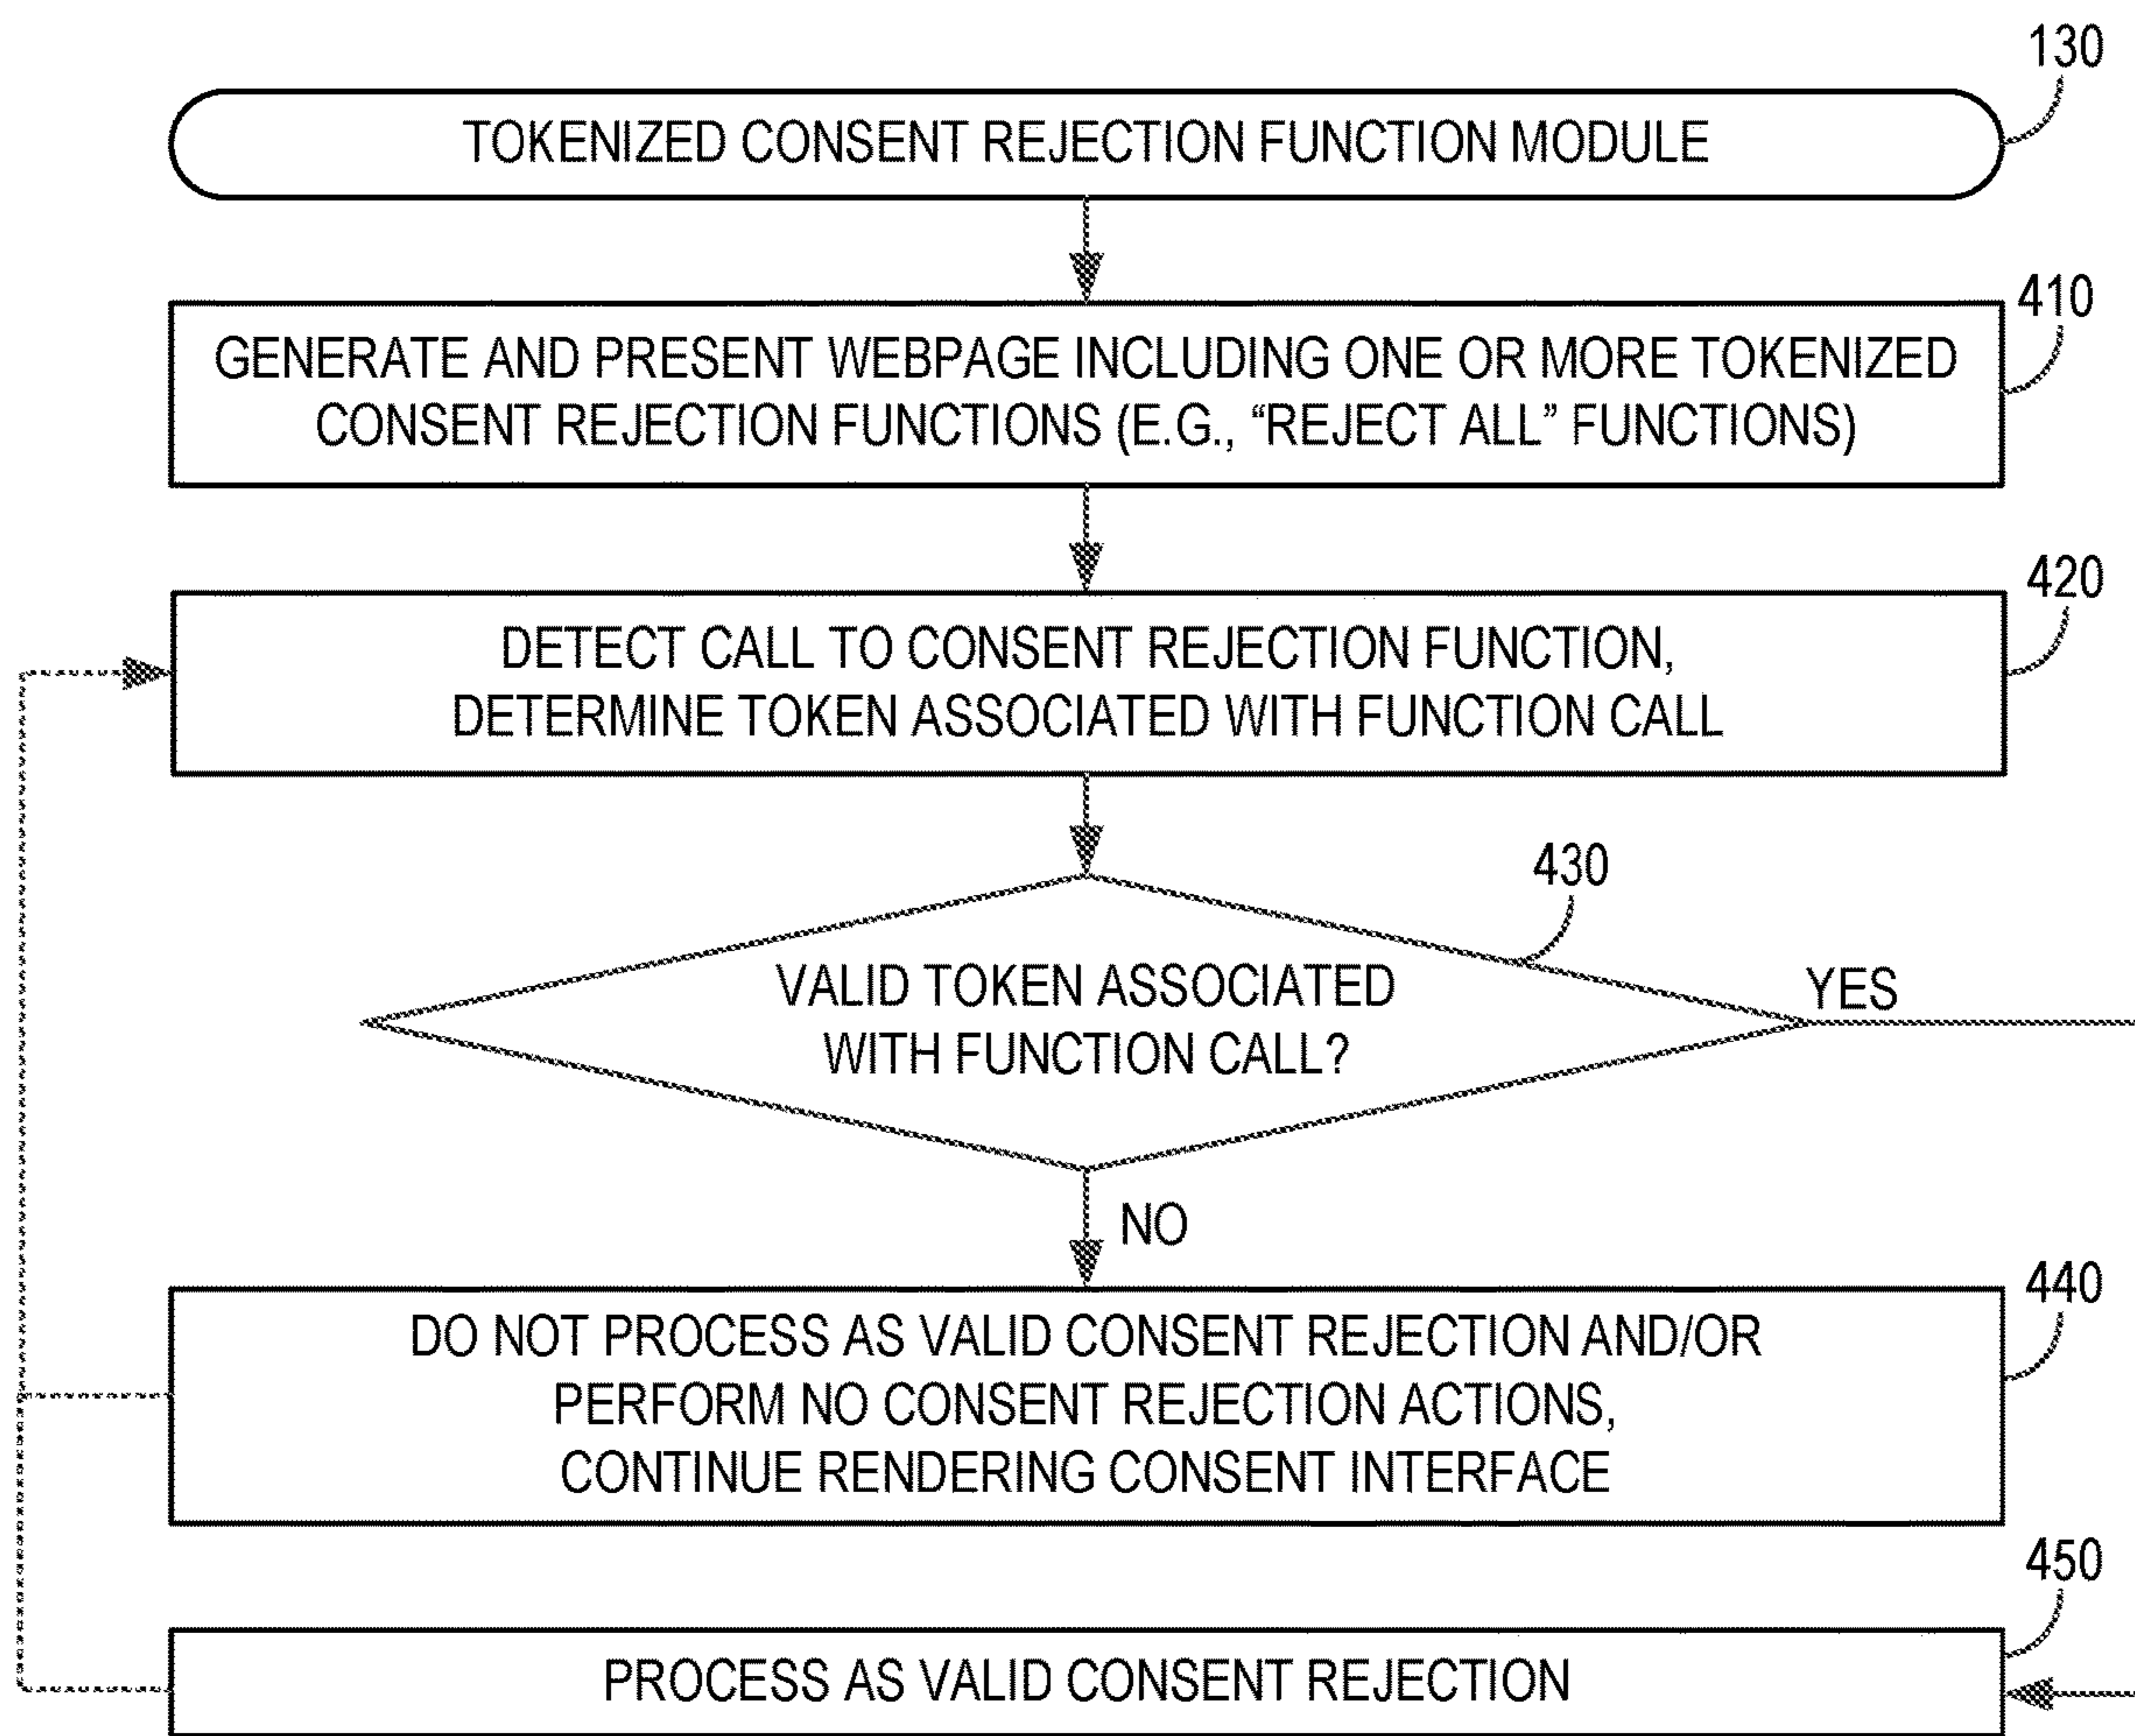 130
TOKENIZED CONSENT REJECTION FUNCTION MODULE
410
GENERATE AND PRESENT WEBPAGE INCLUDING ONE OR MORE TOKENIZED
CONSENT REJECTION FUNCTIONS (E.G., “REJECT ALL” FUNCTIONS)
420
DETECT CALL TO CONSENT REJECTION FUNCTION,
DETERMINE TOKEN ASSOCIATED WITH FUNCTION CALL
430
VALID TOKEN ASSOCIATED
WITH FUNCTION CALL?
YES
NO
440
DO NOT PROCESS AS VALID CONSENT REJECTION AND/OR
PERFORM NO CONSENT REJECTION ACTIONS,
CONTINUE RENDERING CONSENT INTERFACE
450
PROCESS AS VALID CONSENT REJECTION